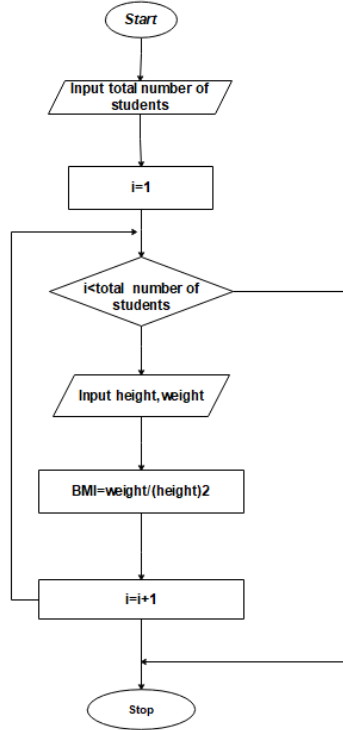 Start
Input total number of
students
i=1
i<total number of
students
Input height,weight
BMI=weight/(height)2
i=i+1
Stop